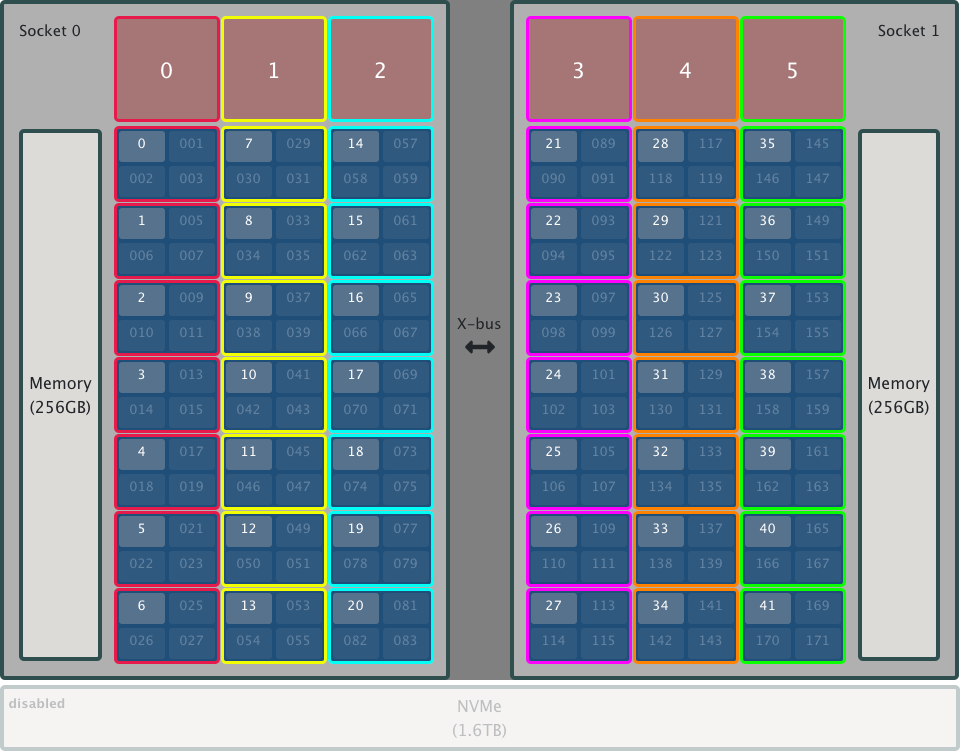 Socket 0
Socket 1
0 1 2 3 4 5
0 001 7 029 14 057 21 089 28 117 35 145
002 003 030 031 058 059 090 091 118 119 146 147
1 005 8 033 15 061 22 093 29 121 36 149
006 007 034 035 062 063 094 095 122 123 150 151
2 009 9 037 16 065 23 097 30 125 37 153
010 011 038 039 066 067 098 099 126 127 154 155
X-bus
3 013 10 041 17 069 24 101 31 129 38 157
Memory
(256GB)
014 015 042 043 070 071 102 103 130 131 158 159
Memory
(256GB)
4 017 11 045 18 073 25 105 32 133 39 161
018 019 046 047 074 075 106 107 134 135 162 163
5 021 12 049 19 077 26 109 33 137 40 165
022 023 050 051 078 079 110 111 138 139 166 167
6 025 13 053 20 081 27 113 34 141 41 169
026 027 054 055 082 083 114 115 142 143 170 171
disabled
NVMe
(1.6TB)